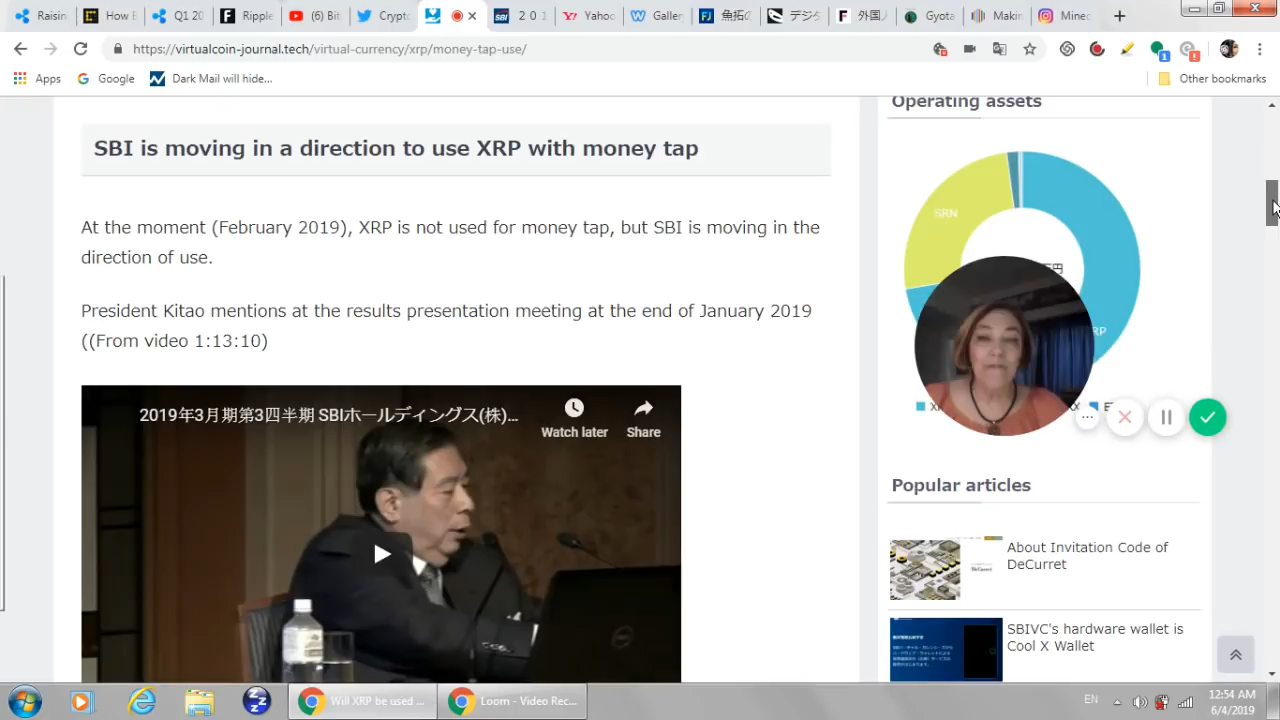 Raisin
How E
Q1 20
Ripple
(6) Bit
Crypto
2 0 1
Yahoo
Galler
魚拓の
デジタ
外国人
Gyota
Makin
Minec
https://virtualcoin-journal.tech/virtual-currency/xrp/money-tap-use/
Apps
Google
Dark Mail will hide...
Other bookmarks
SBI is moving in a direction to use XRP with money tap
At the moment (February 2019), XRP is not used for money tap, but SBI is moving in the
direction of use.
President Kitao mentions at the results presentation meeting at the end of January 2019
((From video 1:13:10)
2019年3月期第3四半期 SBIホールディングス(株)...
Watch later
Share
Operating assets
SRN
円
RP
Popular articles
About Invitation Code of
DeCurret
SBIVC's hardware wallet is
Cool X Wallet
Will XRP be used ...
Loom - Video Rec...
EN
12:54 AM
6/4/2019